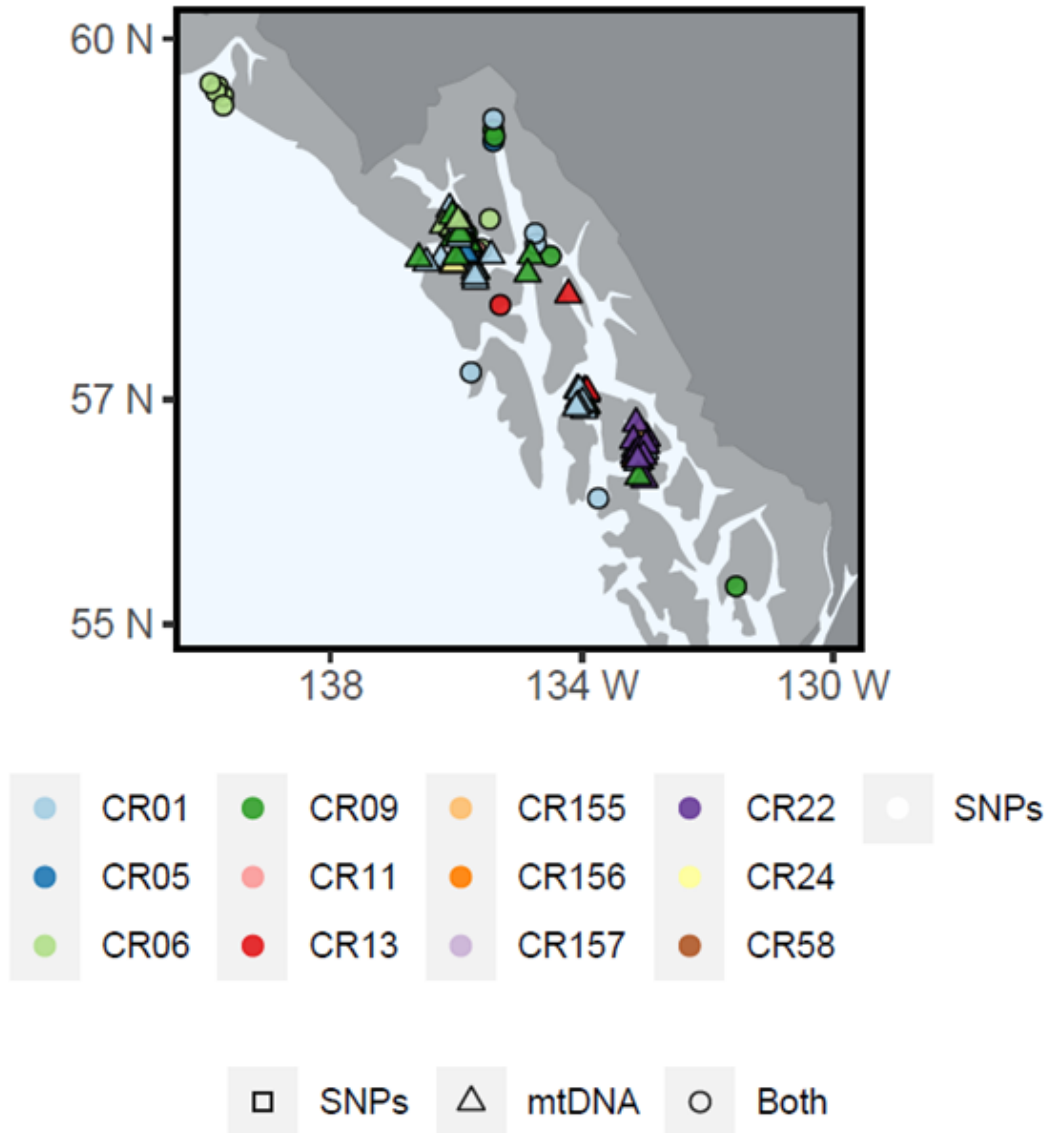 60 N
57 N
55 N
138 134 W 130 W
CR01 CR09 CR155 CR22 SNPs
CR05 CR11 CR156 CR24
CR06 CR13 CR157 CR58
SNPs mtDNA Both